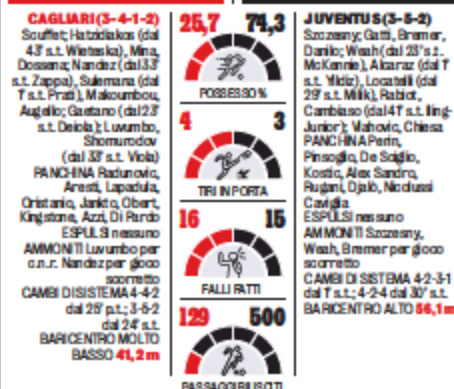 CAGLIARI (3-4-1-2)
Scuffet; Hatzidiakos (dal
43' s.t. Wieteska), Mina,
Dossena; Nandez (dal 33'
s.t. Zappa), Sulemana (dal
1' s.t. Prati), Makoumbou,
Augello; Gaetano (dal 23'
s.t. Deiola); Luvumbo,
Shomurodov
(dal 33' s.t. Viola)
PANCHINA Radunovic,
Aresti, Lapadula,
Oristanio, Jankto, Obert,
Kingstone, Azzi, Di Pardo
ESPULSI nessuno
AMMONITI Luvumbo per
c.n.r. Nandez per gioco
scorretto
CAMBI DI SISTEMA 4-4-2
dal 25' p.t.; 3-5-2
dal 24' s.t.
BARICENTRO MOLTO
BASSO 41,2 m
25,7 74,3
POSSESSO %
4 3
TIRI IN PORTA
16 15
FALLI FATTI
129 500
PASSAGGI RIUSCITI
JUVENTUS (3-5-2)
Szczesny; Gatti, Bremer,
Danilo; Weah (dal 23' s.t.
McKennie), Alcaraz (dal 1'
s.t. Yildiz), Locatelli (dal
29' s.t. Milik), Rabiot,
Cambiaso (dal 41' s.t. Iling-
Junior); Vlahovic, Chiesa
PANCHINA Perin,
Pinsoglio, De Sciglio,
Kostic, Alex Sandro,
Rugani, Djalò, Nicolussi
Caviglia
ESPULSI nessuno
AMMONITI Szczesny,
Weah, Bremer per gioco
scorretto
CAMBI DI SISTEMA 4-2-3-1
dal 1' s.t.; 4-2-4 dal 30' s.t.
BARICENTRO ALTO 56,1 m